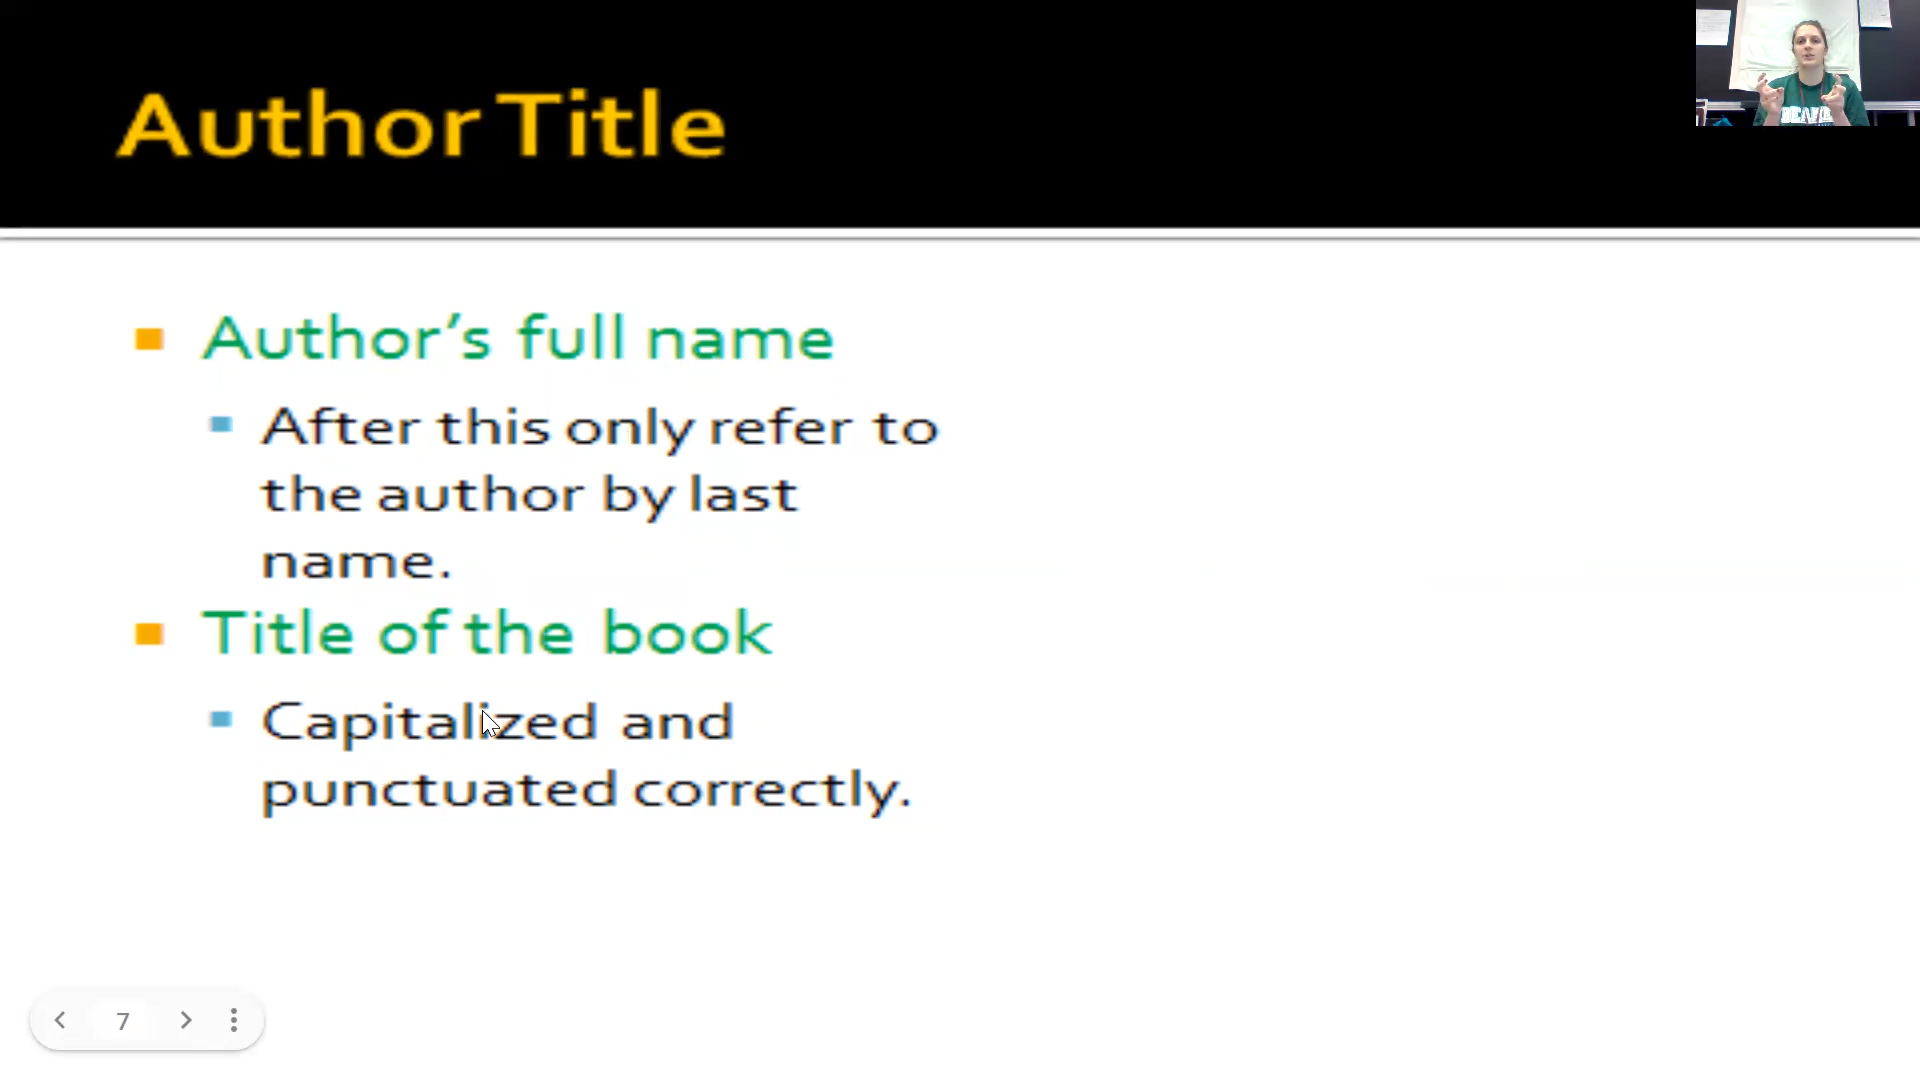 Author Title
Author's full name
After this only refer to
the author by last
name.
Title of the book
Capitalized and
punctuated correctly.
7